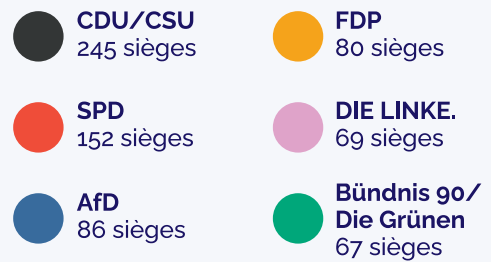 CDU/CSU
245 sièges
SPD
152 sièges
AfD
86 sièges
FDP
80 sièges
DIE LINKE.
69 sièges
Bündnis 90/
Die Grünen
67 sièges